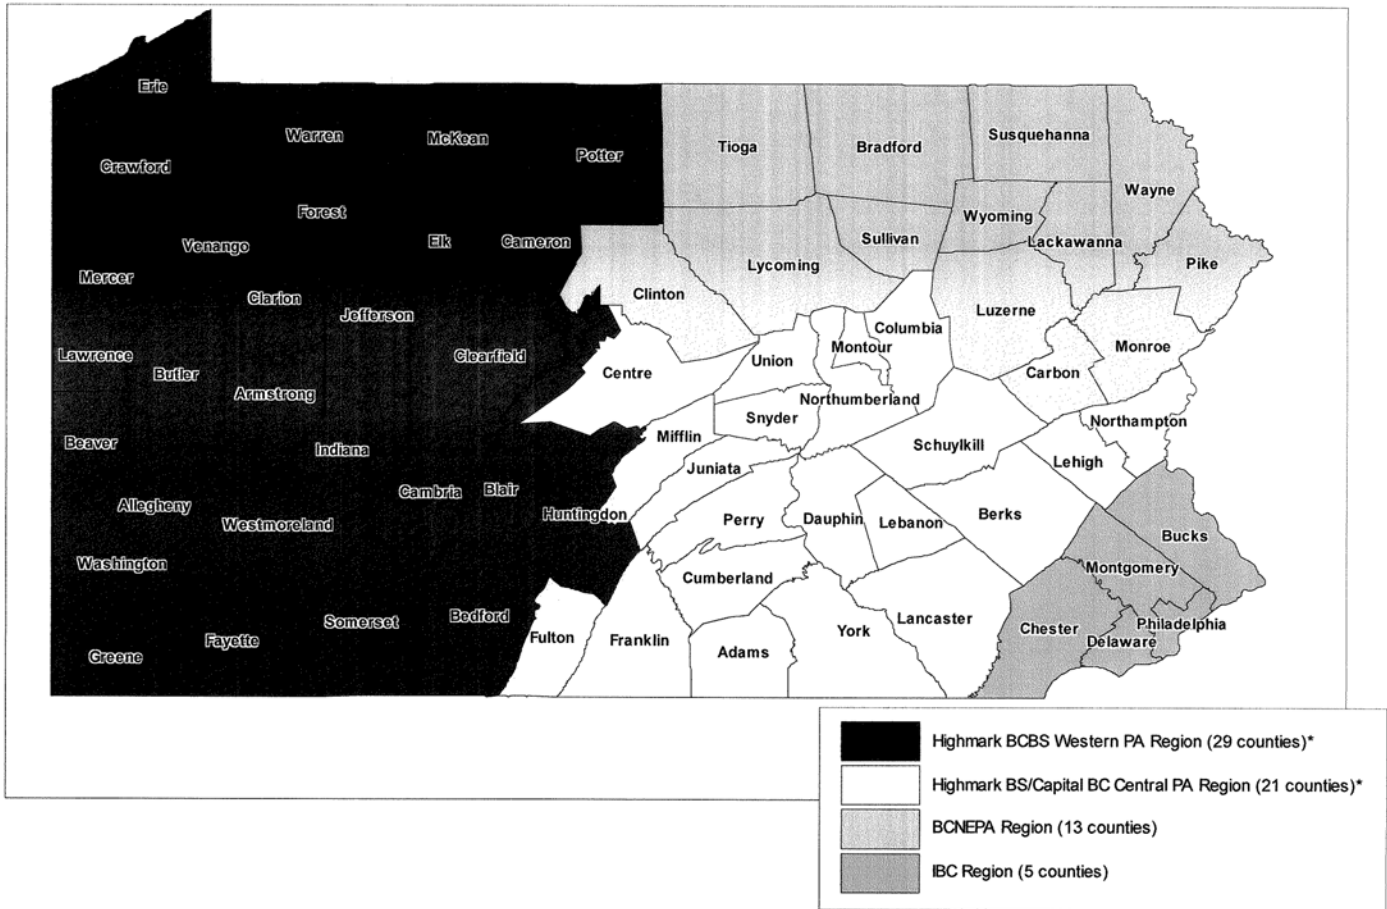 Erie
Warren
McKean
Potter
Tioga
Bradford
Susquehanna
Crawford
Wayne
Forest
Wyoming
Venango
Elk
Cameron
Sullivan
Lackawanna
Mercer
Lycoming
Pike
Clarion
Clinton
Jefferson
Luzerne
Columbia
Lawrence
Clearfield
Montour
Monroe
Butler
Union
Centre
Carbon
Armstrong
Northumberland
Snyder
Northampton
Beaver
Mifflin
Indiana
Schuylkill
Lehigh
Juniata
Allegheny
Cambria
Blair
Huntingdon
Westmoreland
Perry
Dauphin
Lebanon
Berks
Bucks
Washington
Cumberland
Montgomery
Somerset
Bedford
Lancaster
Greene
Fayette
Fulton
Franklin
Adams
York
Chester
Delaware
Philadelphia
Highmark BCBS Western PA Region (29 counties)*
Highmark BS/Capital BC Central PA Region (21 counties)*
BCNEPA Region (13 counties)
IBC Region (5 counties)